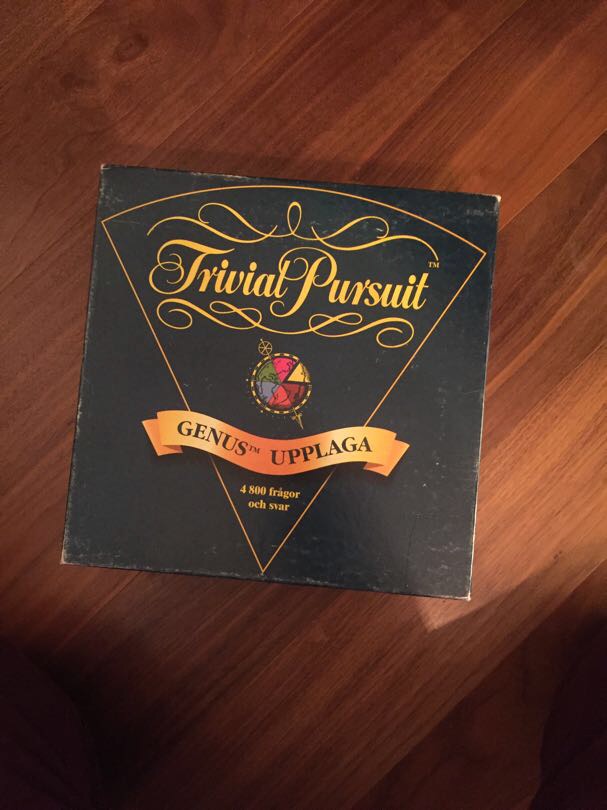 Trivial Pursuit™
GENUS™ UPPLAGA
4 800 frågor
och svar